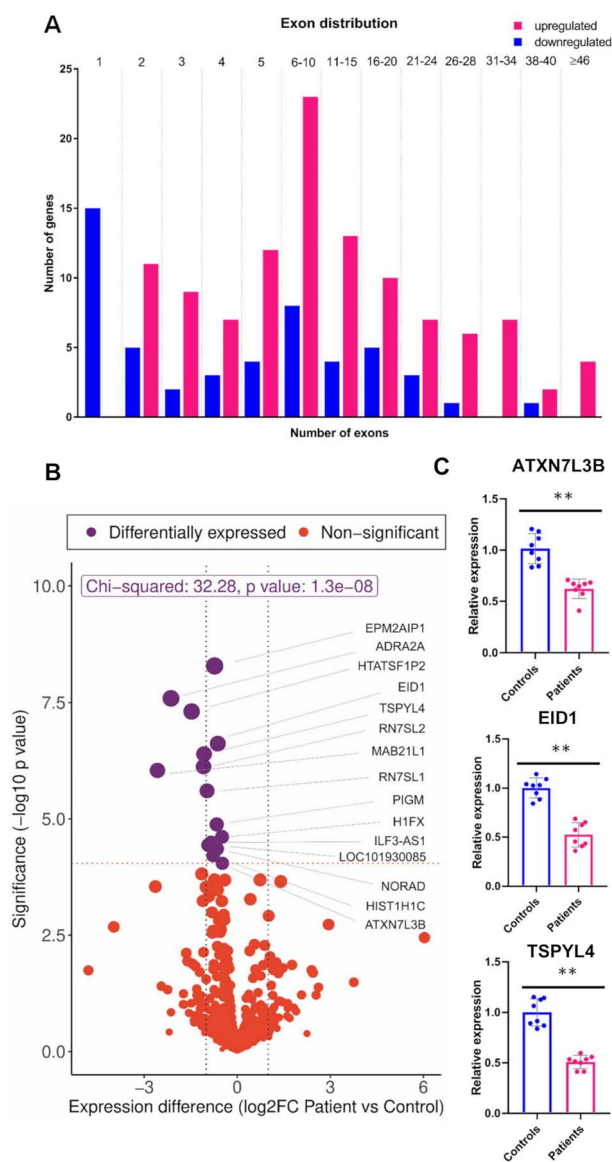 A
Exon distribution
upregulated
downregulated
1 2 3 4 5 6-10 11-15 16-20 21-24 26-28 31-34 38-40 ≥46
25
20
15
10
5
0
Number of genes
Number of exons
B
Differentially expressed Non−significant
Chi−squared: 32.28, p value: 1.3e−08
10.0
7.5
5.0
2.5
0.0
Significance (−log10 p value)
EPM2AIP1
ADRA2A
HTATSF1P2
EID1
TSPYL4
RN7SL2
MAB21L1
RN7SL1
PIGM
H1FX
ILF3-AS1
LOC101930085
NORAD
HIST1H1C
ATXN7L3B
−3 0 3 6
Expression difference (log2FC Patient vs Control)
C
ATXN7L3B
**
1.5
1.0
0.5
0.0
Relative expression
Controls
Patients
EID1
**
1.5
1.0
0.5
0.0
Relative expression
Controls
Patients
TSPYL4
**
1.5
1.0
0.5
0.0
Relative expression
Controls
Patients